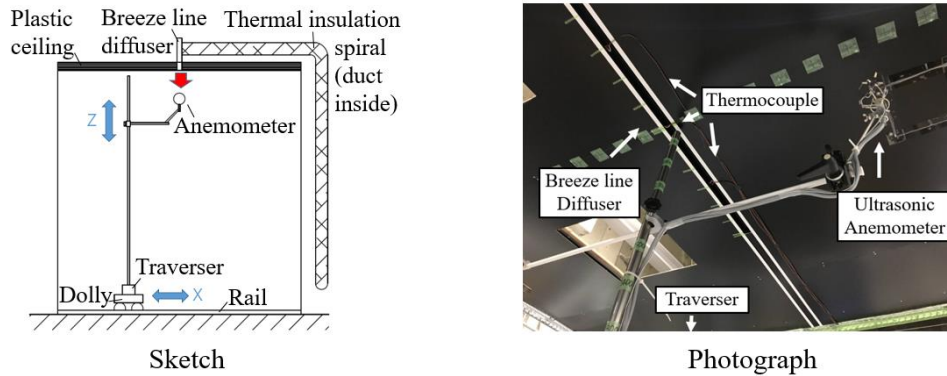 Plastic
ceiling
Breeze line
diffuser
Thermal insulation
spiral
(duct
inside)
Z
Anemometer
Traverser
Dolly
X
Rail
Sketch
Thermocouple
Breeze line
Diffuser
Ultrasonic
Anemometer
Traverser
Photograph